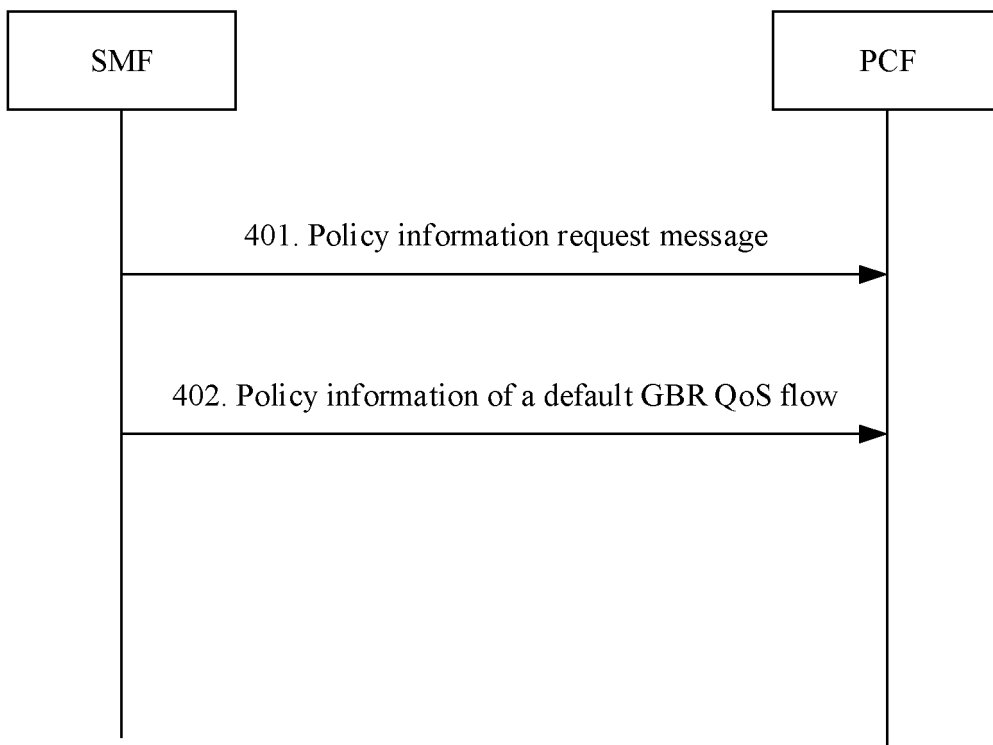 SMF
PCF
401. Policy information request message
402. Policy information of a default GBR QoS flow